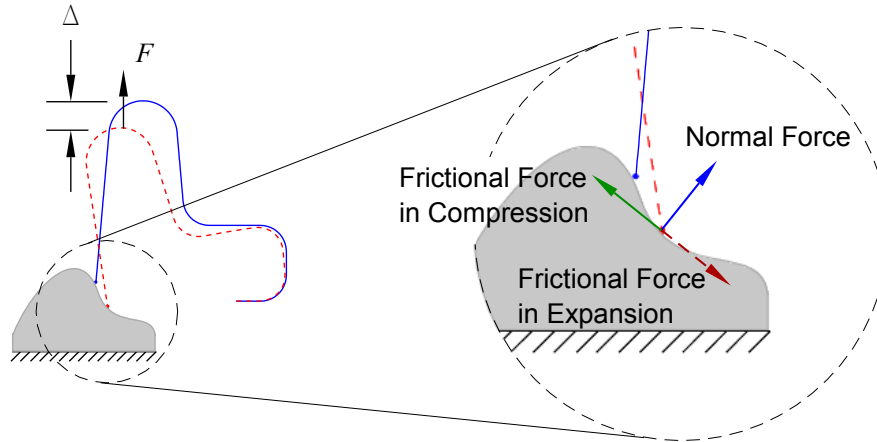 Δ
F
Normal Force
Frictional Force
in Compression
Frictional Force
in Expansion